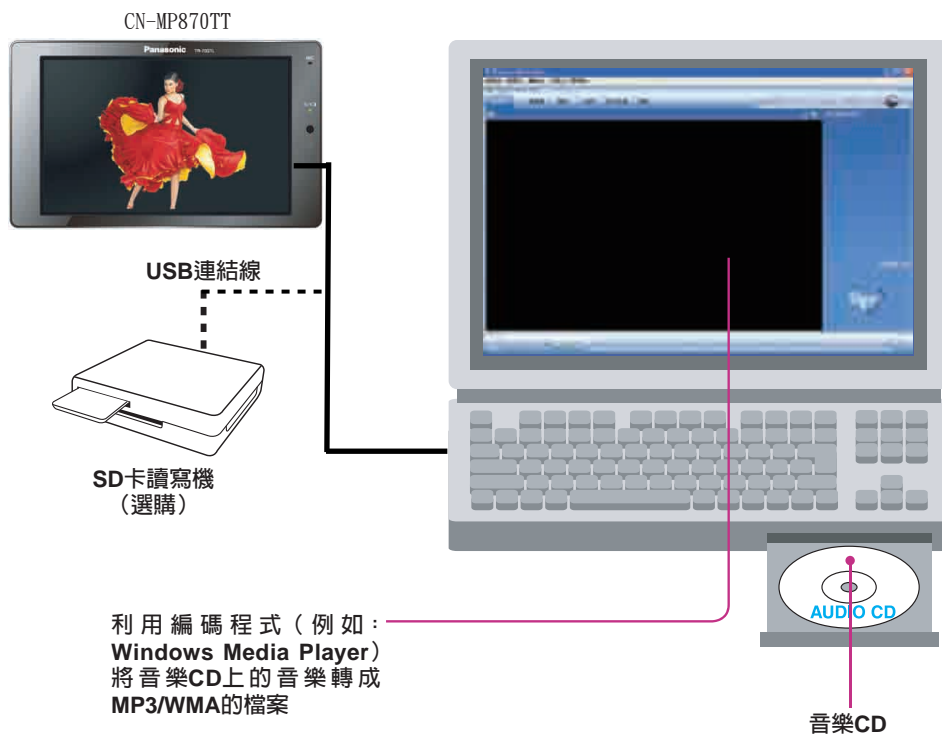 CN-MP870TT
Panasonic
USB連結線
SD卡讀寫機
（選購）
AUDIO CD
利用編碼程式（例如：
Windows Media Player）
將音樂CD上的音樂轉成
MP3/WMA的檔案
音樂CD